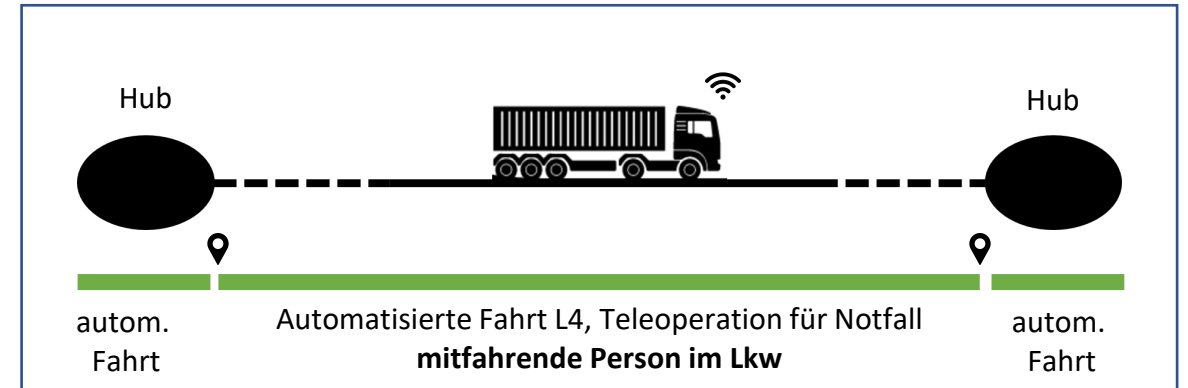 Hub
Hub
autom.
Fahrt
Automatisierte Fahrt L4, Teleoperation für Notfall
mitfahrende Person im Lkw
autom.
Fahrt